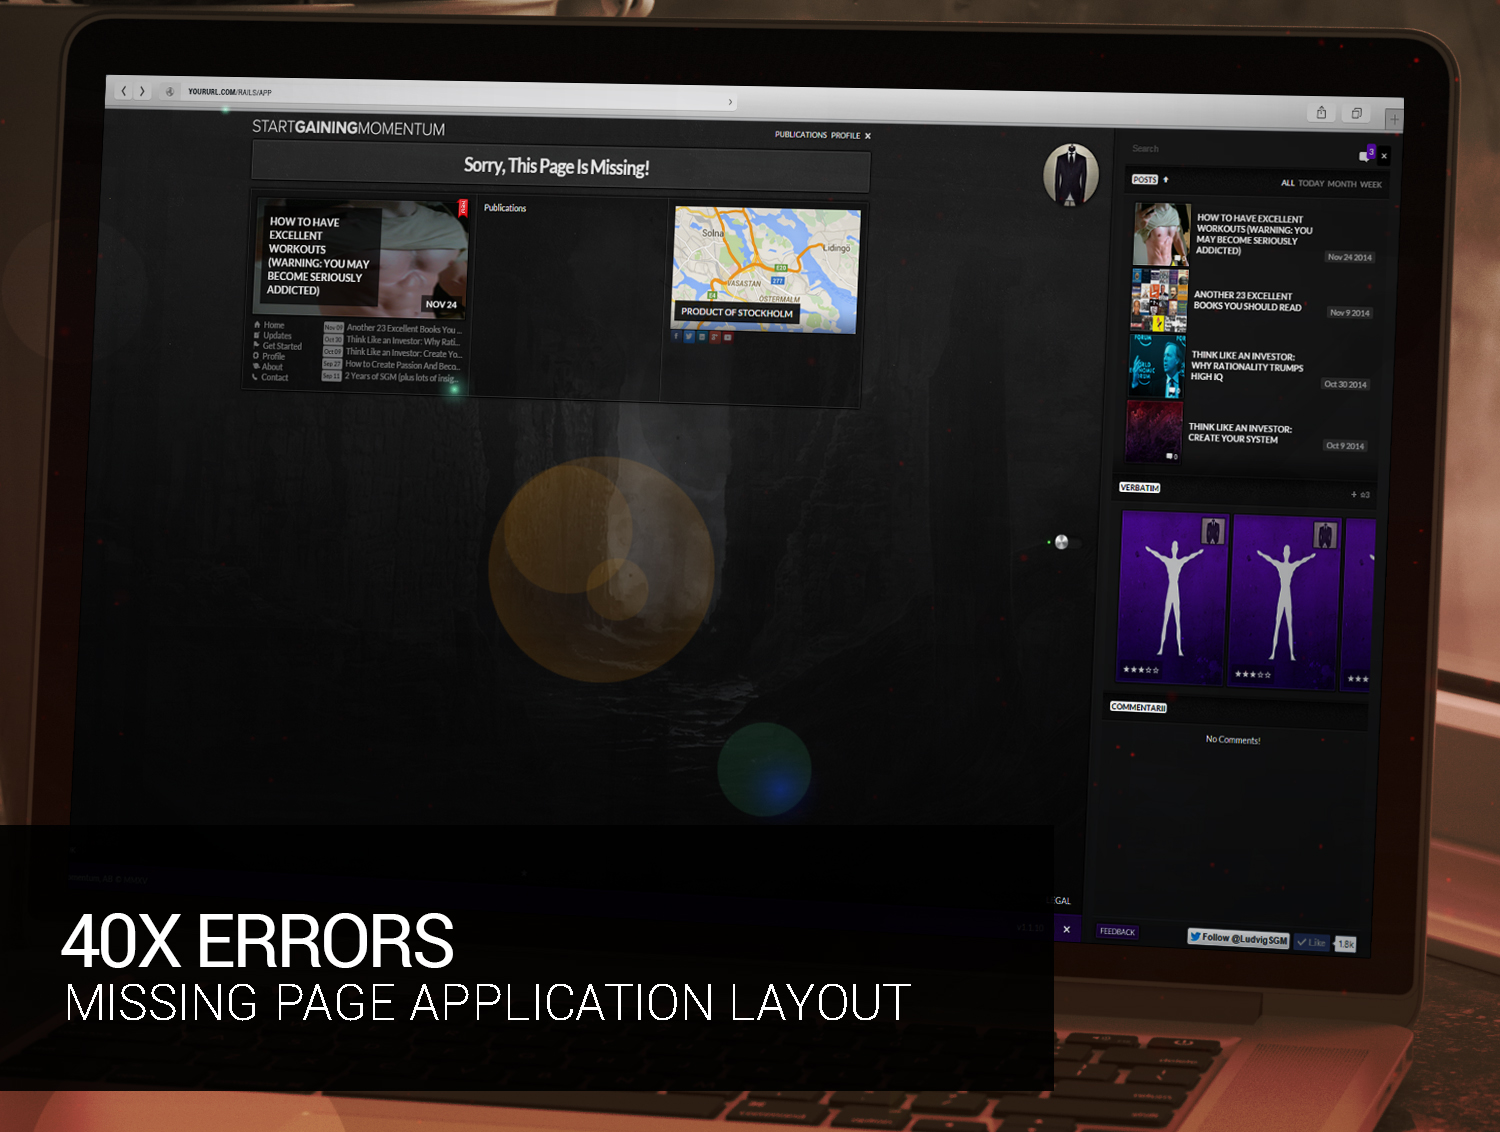 YOURURL.COM/RAILS/APP
STARTGAININGMOMENTUM
PUBLICATIONS PROFILE
Sorry, This Page Is Missing!
HOW TO HAVE
EXCELLENT
WORKOUTS
(WARNING: YOU MAY
BECOME SERIOUSLY
ADDICTED)
NOV 24
Home
Updates
Get Started
Profile
About
Contact
Nov 09 Another 23 Excellent Books You ...
Oct 30 Think Like an Investor: Why Rati...
Oct 09 Think Like an Investor: Create Yo...
Sep 27 How to Create Passion And Beco...
Sep 11 2 Years of SGM (plus lots of insig...
Publications
Solna
Lidingö
E20
277
VASASTAN
E4
ÖSTERMALM
PRODUCT OF STOCKHOLM
Search
3
POSTS
ALL TODAY MONTH WEEK
HOW TO HAVE EXCELLENT
WORKOUTS (WARNING: YOU
MAY BECOME SERIOUSLY
ADDICTED)
Nov 24 2014
ANOTHER 23 EXCELLENT
BOOKS YOU SHOULD READ
Nov 9 2014
THINK LIKE AN INVESTOR:
WHY RATIONALITY TRUMPS
HIGH IQ
Oct 30 2014
THINK LIKE AN INVESTOR:
CREATE YOUR SYSTEM
Oct 9 2014
VERBATIM
COMMENTARII
No Comments!
FEEDBACK
Follow @LudvigSGM
Like
1.8k
40X ERRORS
MISSING PAGE APPLICATION LAYOUT